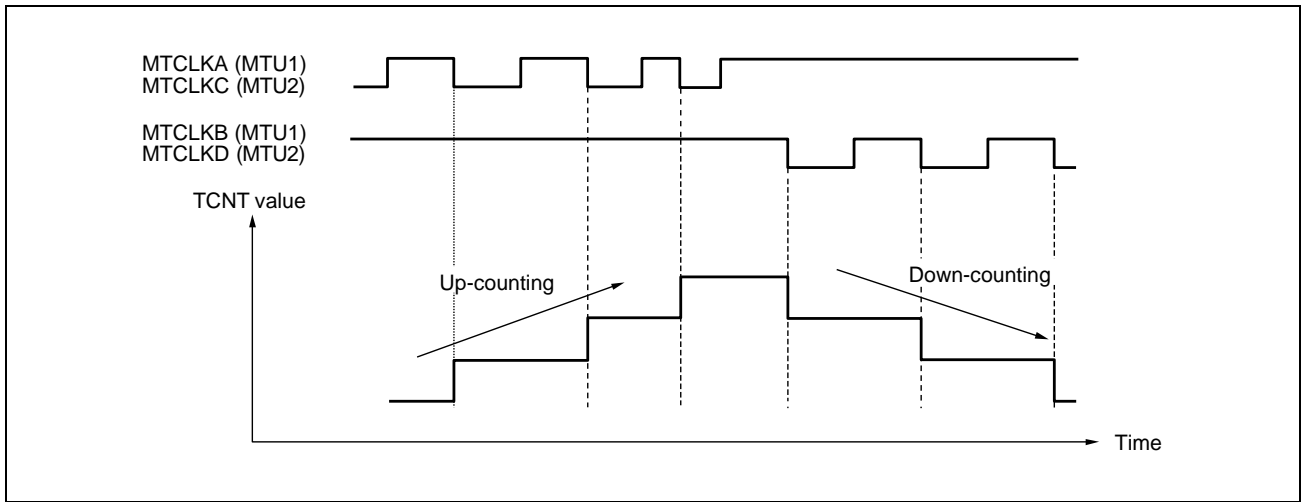 MTCLKA (MTU1)
MTCLKC (MTU2)
MTCLKB (MTU1)
MTCLKD (MTU2)
TCNT value
Up-counting
Down-counting
Time